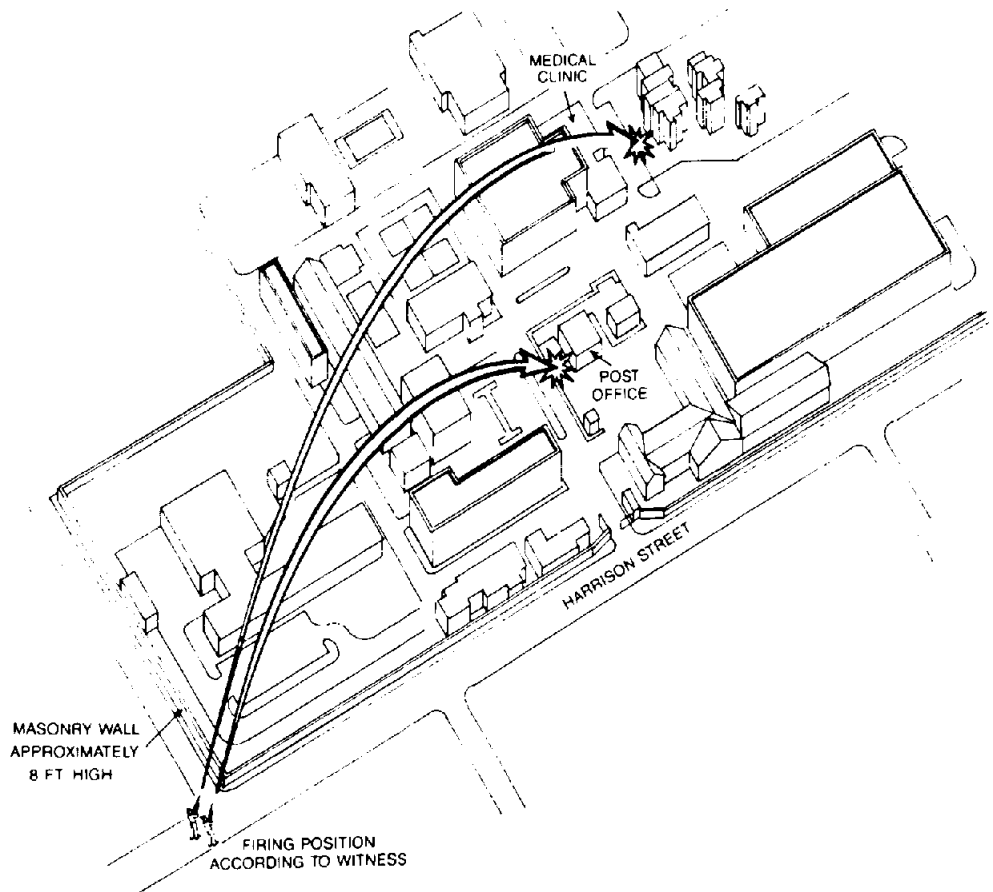 MEDICAL
CLINIC
POST
OFFICE
HARRISON STREET
MASONRY WALL
APPROXIMATELY
8 FT HIGH
FIRING POSITION
ACCORDING TO WITNESS